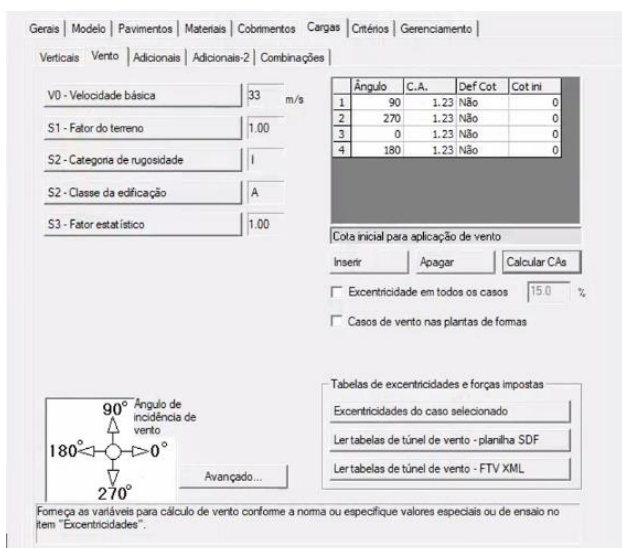 Gerais Modelo Pavimentos Materiais Cobrimentos Cargas Critérios Gerenciamento
Verticais Vento Adicionais Adicionais-2 Combinações
V0 - Velocidade básica 33 m/s
S1 - Fator do terreno 1.00
S2 - Categoria de rugosidade I
S2 - Classe da edificação A
S3 - Fator estatístico 1.00
Ângulo C.A. Def Cot Cot ini
1 90 1.23 Não 0
2 270 1.23 Não 0
3 0 1.23 Não 0
4 180 1.23 Não 0
Cota inicial para aplicação de vento
Inserir Apagar Calcular CAs
Excentricidade em todos os casos 15.0 %
Casos de vento nas plantas de formas
Tabelas de excentricidades e forças impostas
Excentricidades do caso selecionado
Ler tabelas de túnel de vento - planilha SDF
Ler tabelas de túnel de vento - FTV XML
90° Ângulo de
incidência de
vento
180° 0°
270°
Avançado...
Forneça as variáveis para cálculo de vento conforme a norma ou especifique valores especiais ou de ensaio no
item "Excentricidades".